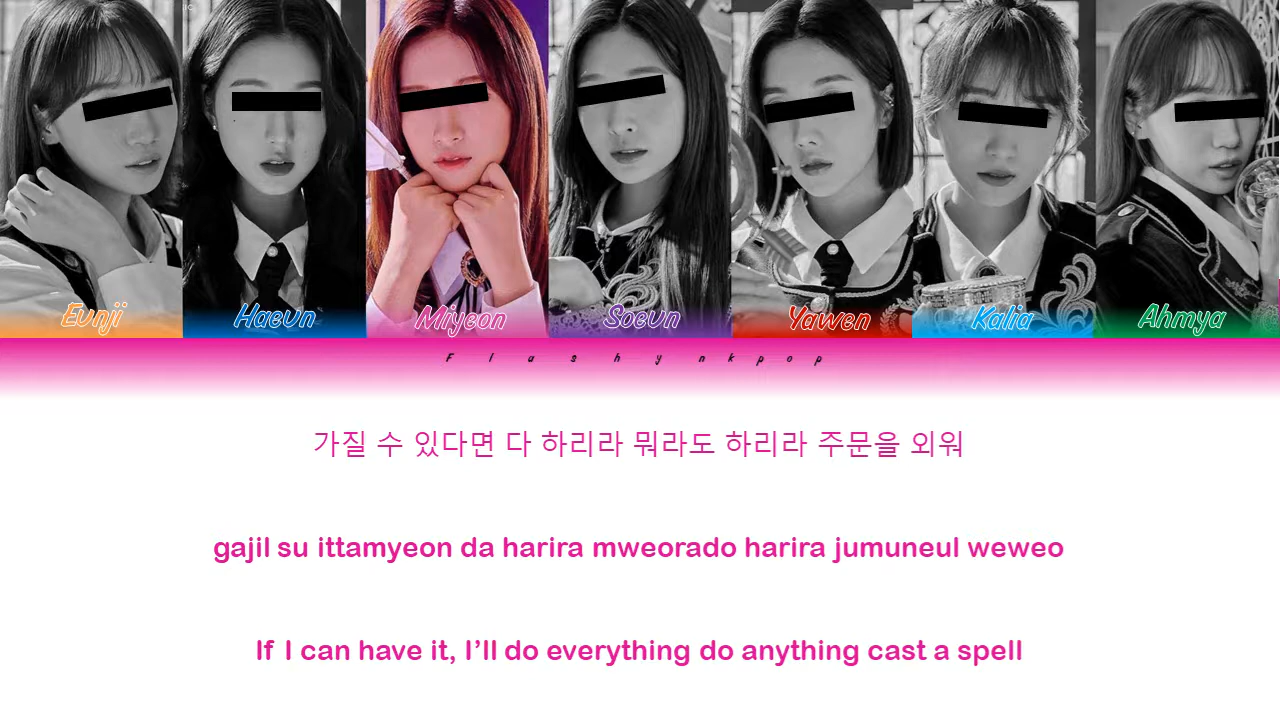 Eunji
Haeun
Miyeon
Soeun
Yawen
Kalia
Ahmya
Flashynkpop
가질 수 있다면 다 하리라 뭐라도 하리라 주문을 외워
gajil su ittamyeon da harira mweorado harira jumuneul weweo
If I can have it, I’ll do everything do anything cast a spell